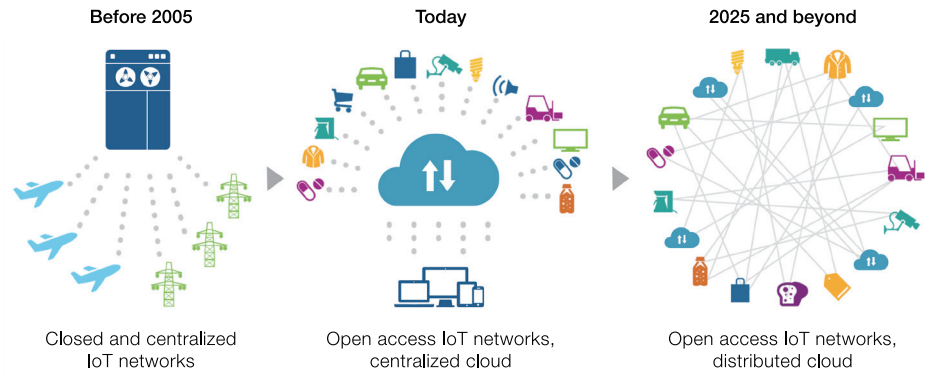 Before 2005
Today
2025 and beyond
Closed and centralized
IoT networks
Open access IoT networks,
centralized cloud
Open access IoT networks,
distributed cloud